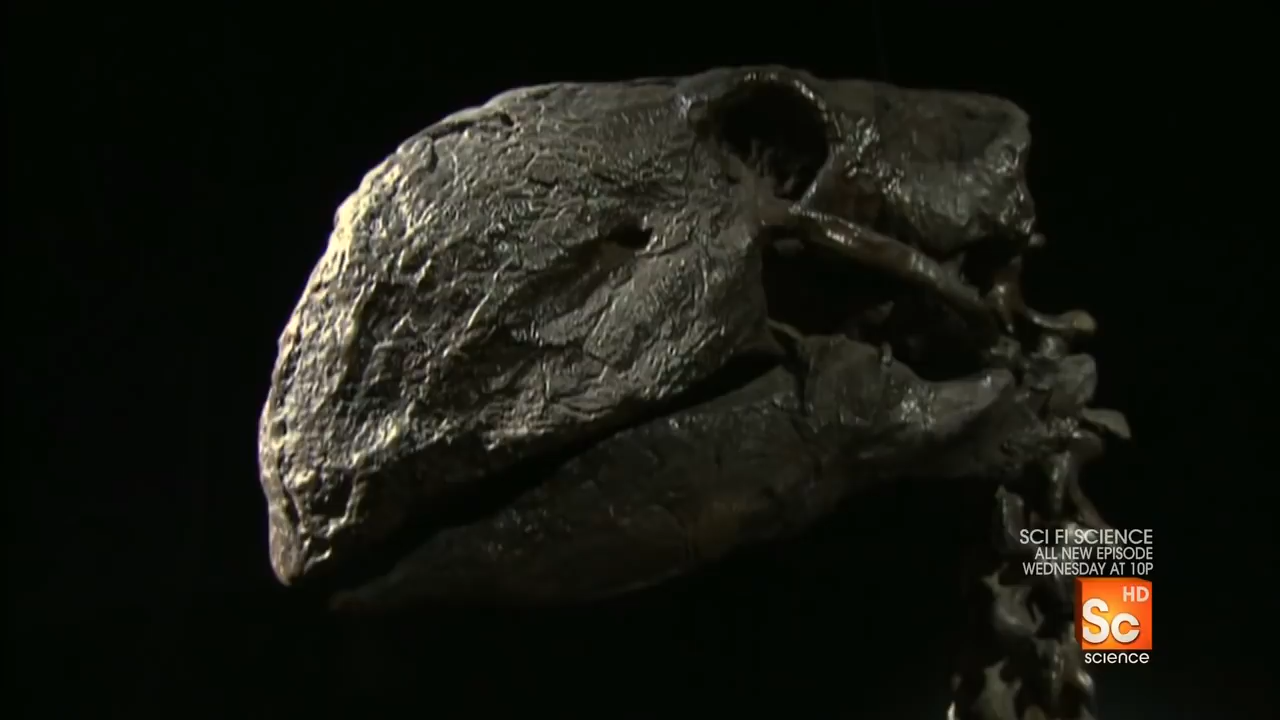 SCI FI SCIENCE
ALL NEW EPISODE
WEDNESDAY AT 10P
HD
Sc
science